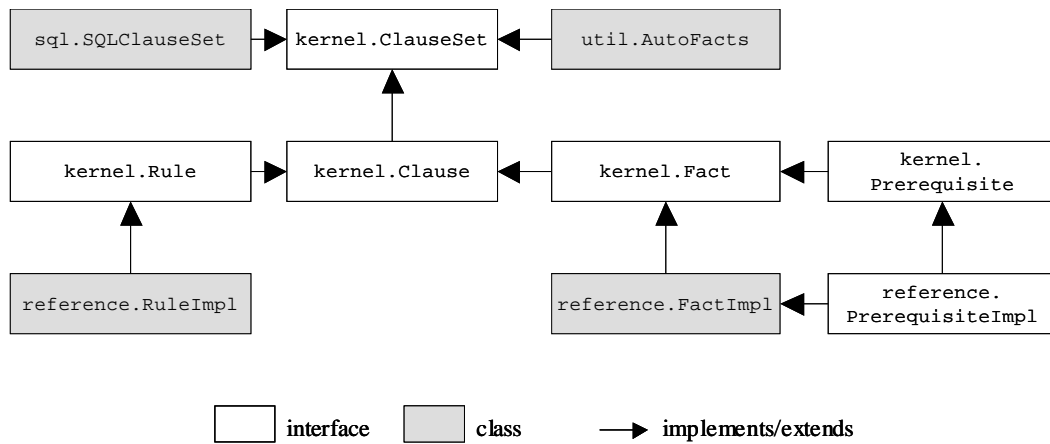 sql.SQLClauseSet
kernel.ClauseSet
util.AutoFacts
kernel.Rule
kernel.Clause
kernel.Fact
kernel.
Prerequisite
reference.RuleImpl
reference.FactImpl
reference.
PrerequisiteImpl
interface
class
implements/extends